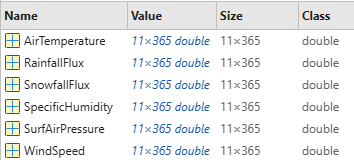 Name Value Size Class
AirTemperature 11×365 double 11×365 double
RainfallFlux 11×365 double 11×365 double
SnowfallFlux 11×365 double 11×365 double
SpecificHumidity 11×365 double 11×365 double
SurfAirPressure 11×365 double 11×365 double
WindSpeed 11×365 double 11×365 double